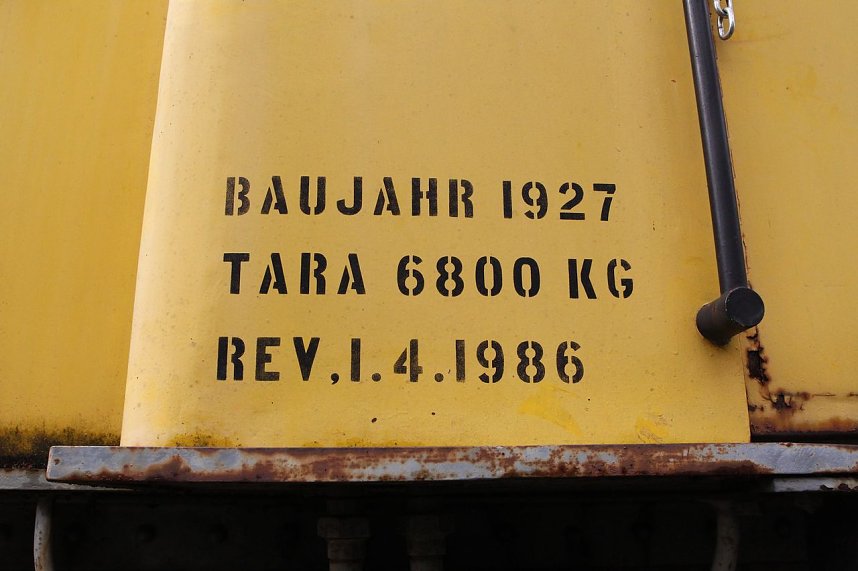 BAUJAHR 1927
TARA 6800 KG
REV,1.4.1986